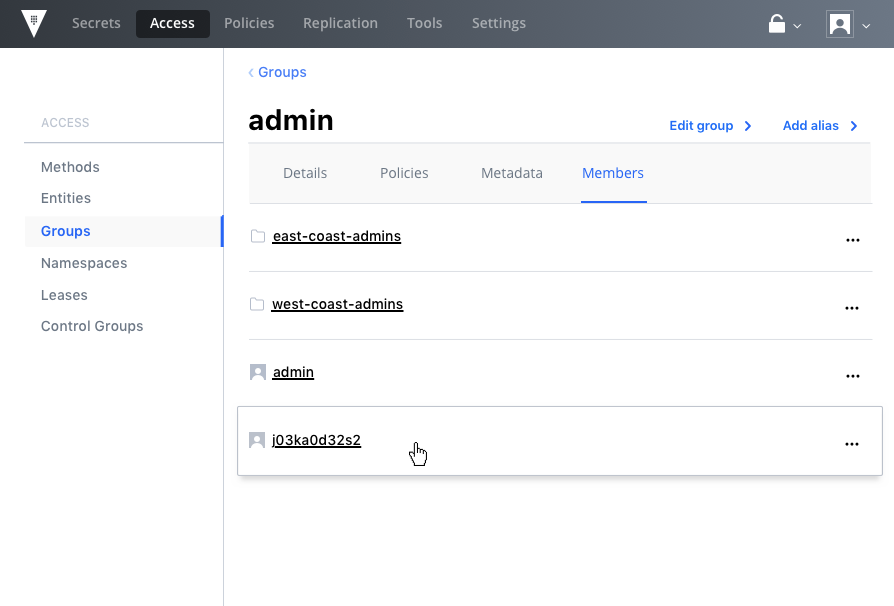 Secrets Access Policies Replication Tools Settings
‹ Groups
ACCESS
admin
Edit group Add alias
Methods
Entities
Groups
Namespaces
Leases
Control Groups
Details Policies Metadata Members
east-coast-admins
west-coast-admins
admin
j03ka0d32s2